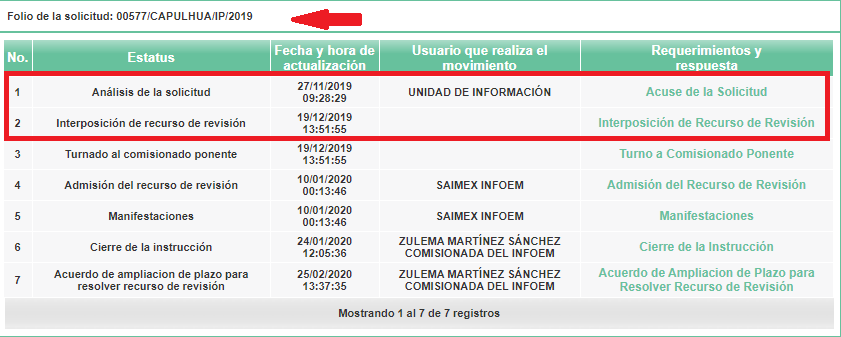 Folio de la solicitud: 00577/CAPULHUA/IP/2019
No. Estatus Fecha y hora de actualización Usuario que realiza el movimiento Requerimientos y respuesta
1 Análisis de la solicitud 27/11/2019 09:28:29 UNIDAD DE INFORMACIÓN Acuse de la Solicitud
2 Interposición de recurso de revisión 19/12/2019 13:51:55 Interposición de Recurso de Revisión
3 Turnado al comisionado ponente 19/12/2019 13:51:55 Turno a Comisionado Ponente
4 Admisión del recurso de revisión 10/01/2020 00:13:46 SAIMEX INFOEM Admisión del Recurso de Revisión
5 Manifestaciones 10/01/2020 00:13:46 SAIMEX INFOEM Manifestaciones
6 Cierre de la instrucción 24/01/2020 12:05:36 ZULEMA MARTÍNEZ SÁNCHEZ COMISIONADA DEL INFOEM Cierre de la Instrucción
7 Acuerdo de ampliacion de plazo para resolver recurso de revisión 25/02/2020 13:37:35 ZULEMA MARTÍNEZ SÁNCHEZ COMISIONADA DEL INFOEM Acuerdo de Ampliacion de Plazo para Resolver Recurso de Revisión
Mostrando 1 al 7 de 7 registros